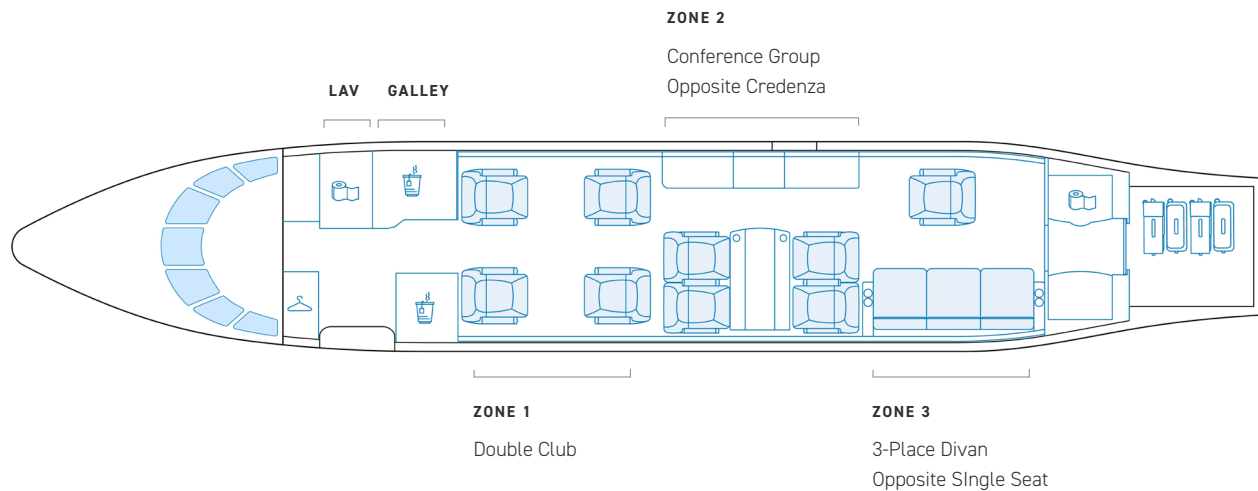 ZONE 2
Conference Group
Opposite Credenza
LAV
GALLEY
ZONE 1
Double Club
ZONE 3
3-Place Divan
Opposite SIngle Seat